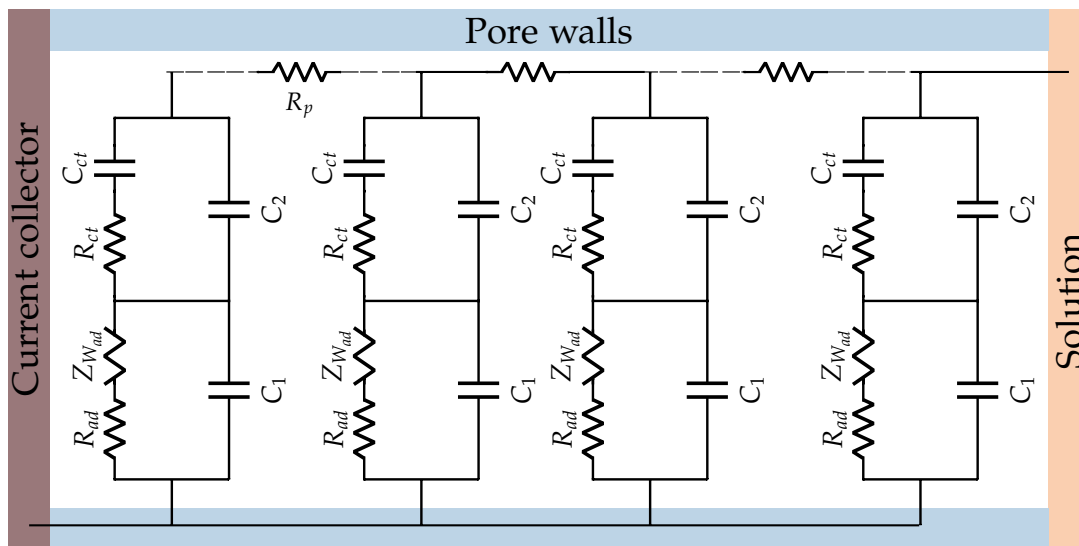 Pore walls
Current collector
Solution
R_p
C_ct
R_ct
C_2
Z_W_ad
R_ad
C_1
C_ct
R_ct
C_2
Z_W_ad
R_ad
C_1
C_ct
R_ct
C_2
Z_W_ad
R_ad
C_1
C_ct
R_ct
C_2
Z_W_ad
R_ad
C_1